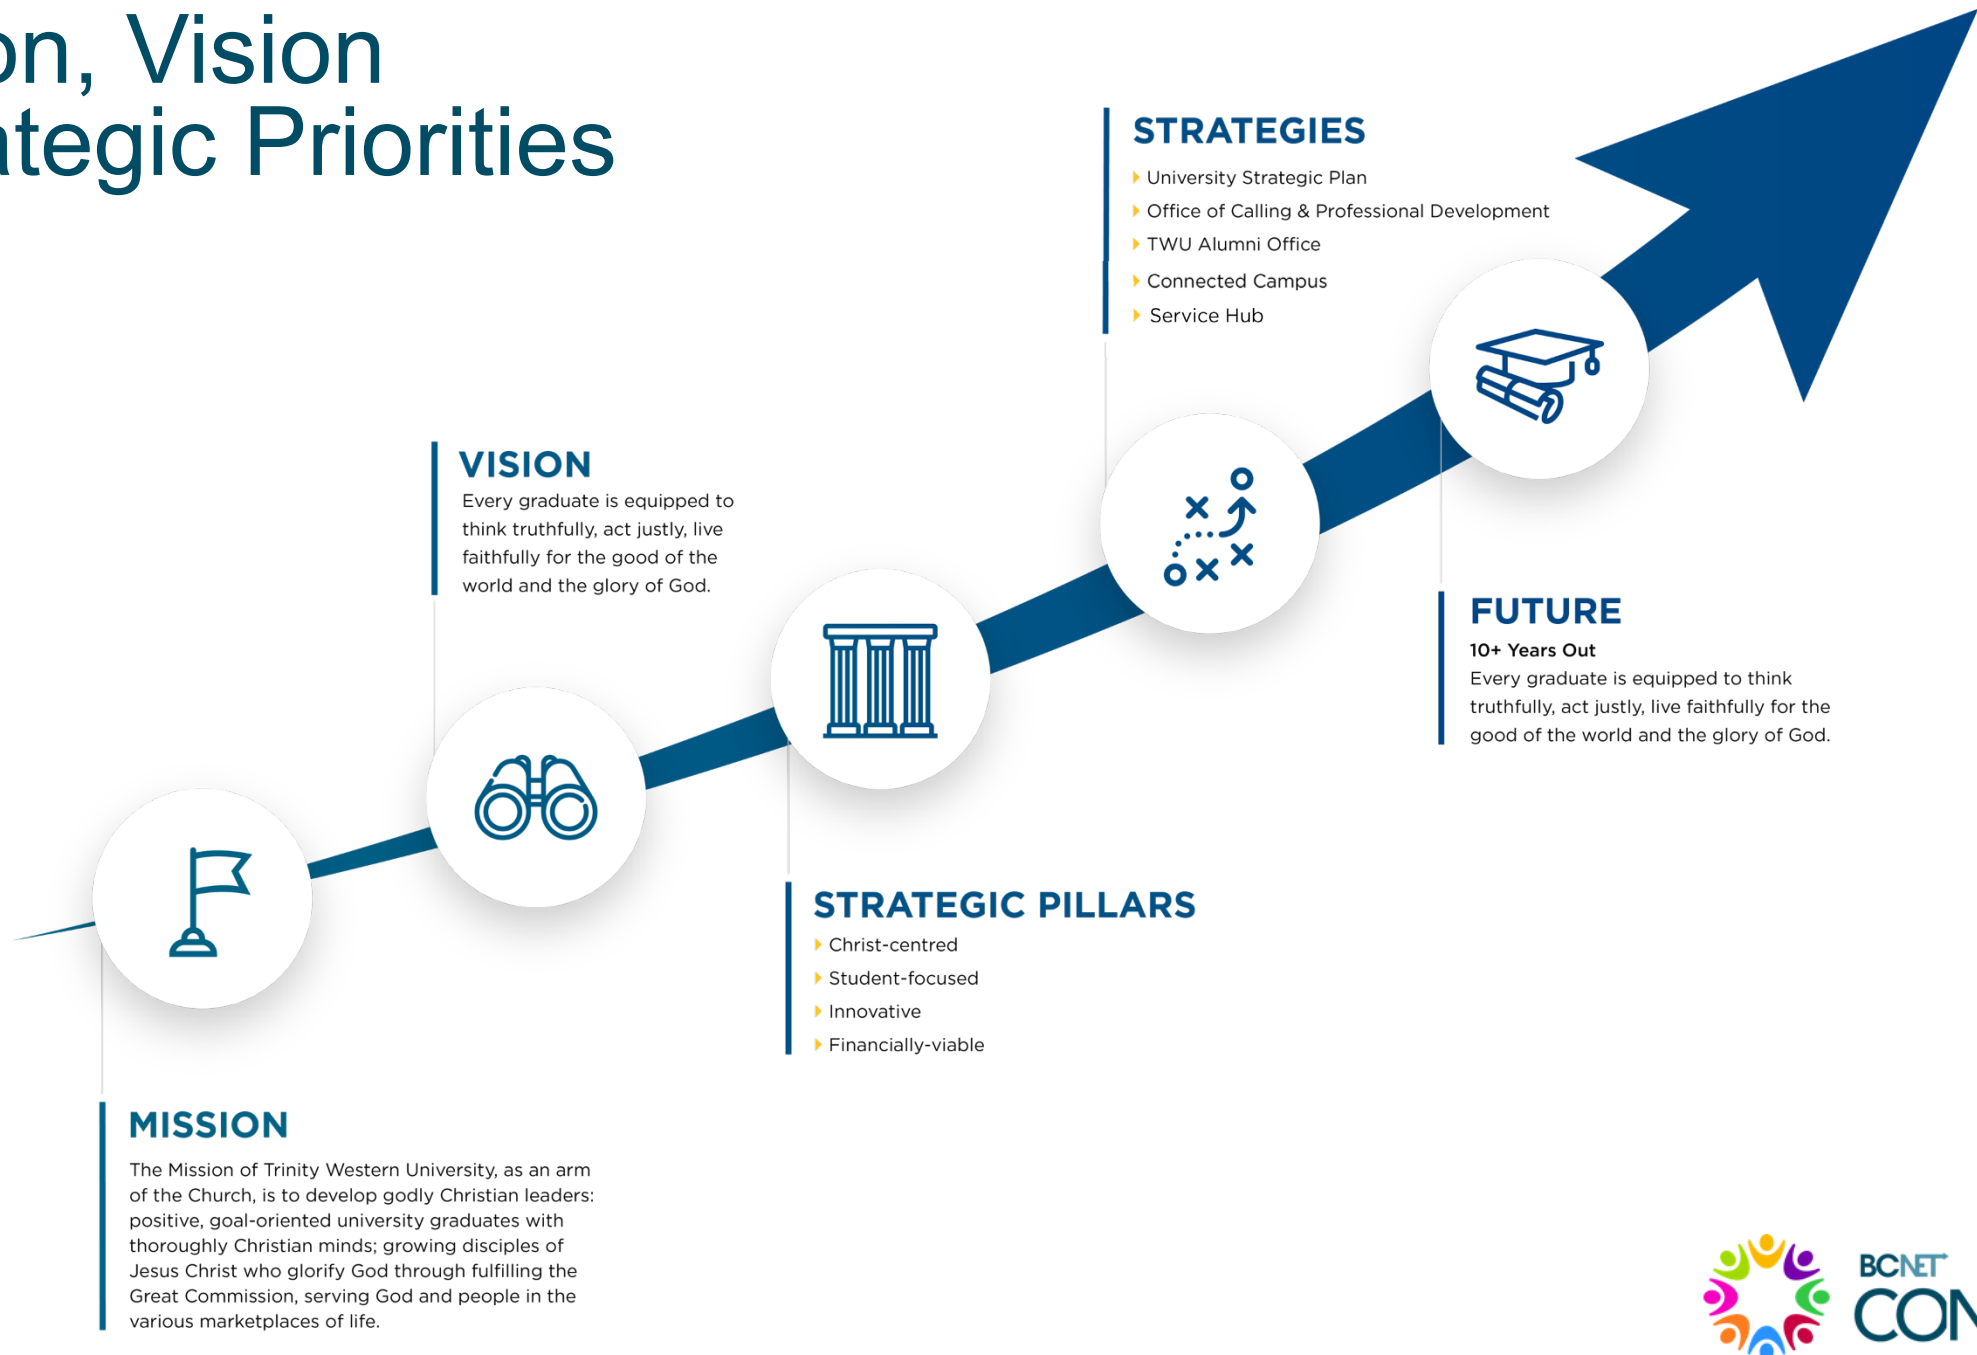 on, Vision
ategic Priorities
STRATEGIES
University Strategic Plan
Office of Calling & Professional Development
TWU Alumni Office
Connected Campus
Service Hub
VISION
Every graduate is equipped to
think truthfully, act justly, live
faithfully for the good of the
world and the glory of God.
FUTURE
10+ Years Out
Every graduate is equipped to think
truthfully, act justly, live faithfully for the
good of the world and the glory of God.
STRATEGIC PILLARS
Christ-centred
Student-focused
Innovative
Financially-viable
MISSION
The Mission of Trinity Western University, as an arm
of the Church, is to develop godly Christian leaders:
positive, goal-oriented university graduates with
thoroughly Christian minds; growing disciples of
Jesus Christ who glorify God through fulfilling the
Great Commission, serving God and people in the
various marketplaces of life.
BCNET
CON